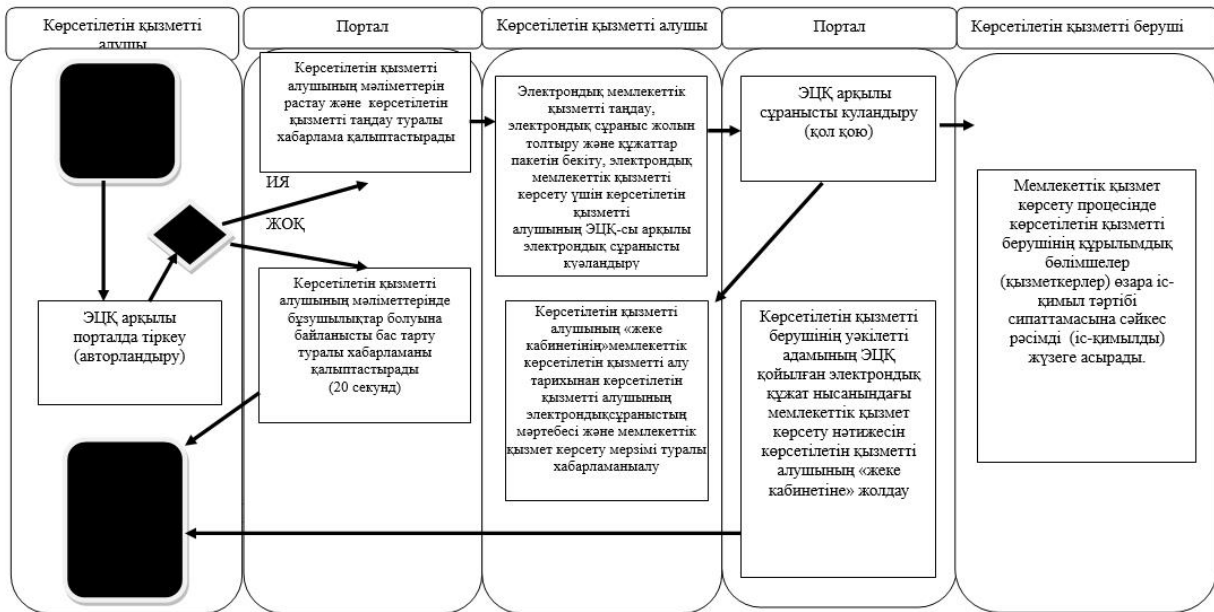 Көрсетілетін қызметті
алушы
Портал
Көрсетілетін қызметті алушы
Портал
Көрсетілетін қызметті беруші
ЭЦҚ арқылы
порталда тіркеу
(авторландыру)
Көрсетілетін қызметті
алушының мәліметтерін
растау және көрсетілетін
қызметті таңдау туралы
хабарлама қалыптастырады
ИЯ
ЖОҚ
Көрсетілетін қызметті
алушының мәліметтерінде
бұзушылықтар болуына
байланысты бас тарту
туралы хабарламаны
қалыптастырады
(20 секунд)
Электрондық мемлекеттік
қызметті таңдау,
электрондық сұраныс жолын
толтыру және құжаттар
пакетін бекіту, электрондық
мемлекеттік қызметті
көрсету үшін көрсетілетін
қызметті
алушының ЭЦҚ-сы арқылы
электрондық сұранысты
куәландыру
Көрсетілетін қызметті
алушының «жеке
кабинетінің»мемлекеттік
көрсетілетін қызметті алу
тарихынан көрсетілетін
қызметті алушының
электрондықсұраныстың
мәртебесі және мемлекеттік
қызмет көрсету мерзімі туралы
хабарламаныалу
ЭЦҚ арқылы
сұранысты куландыру
(қол қою)
Көрсетілетін қызметті
берушінің уәкілетті
адамының ЭЦҚ
қойылған электрондық
құжат нысанындағы
мемлекеттік қызмет
көрсету нәтижесін
көрсетілетін қызметті
алушының «жеке
кабинетіне» жолдау
Мемлекеттік қызмет
көрсету процесінде
көрсетілетін қызметті
берушінің құрылымдық
бөлімшелер
(қызметкерлер) өзара іс-
қимыл тәртібі
сипаттамасына сәйкес
рәсімді (іс-қимылды)
жүзеге асырады.